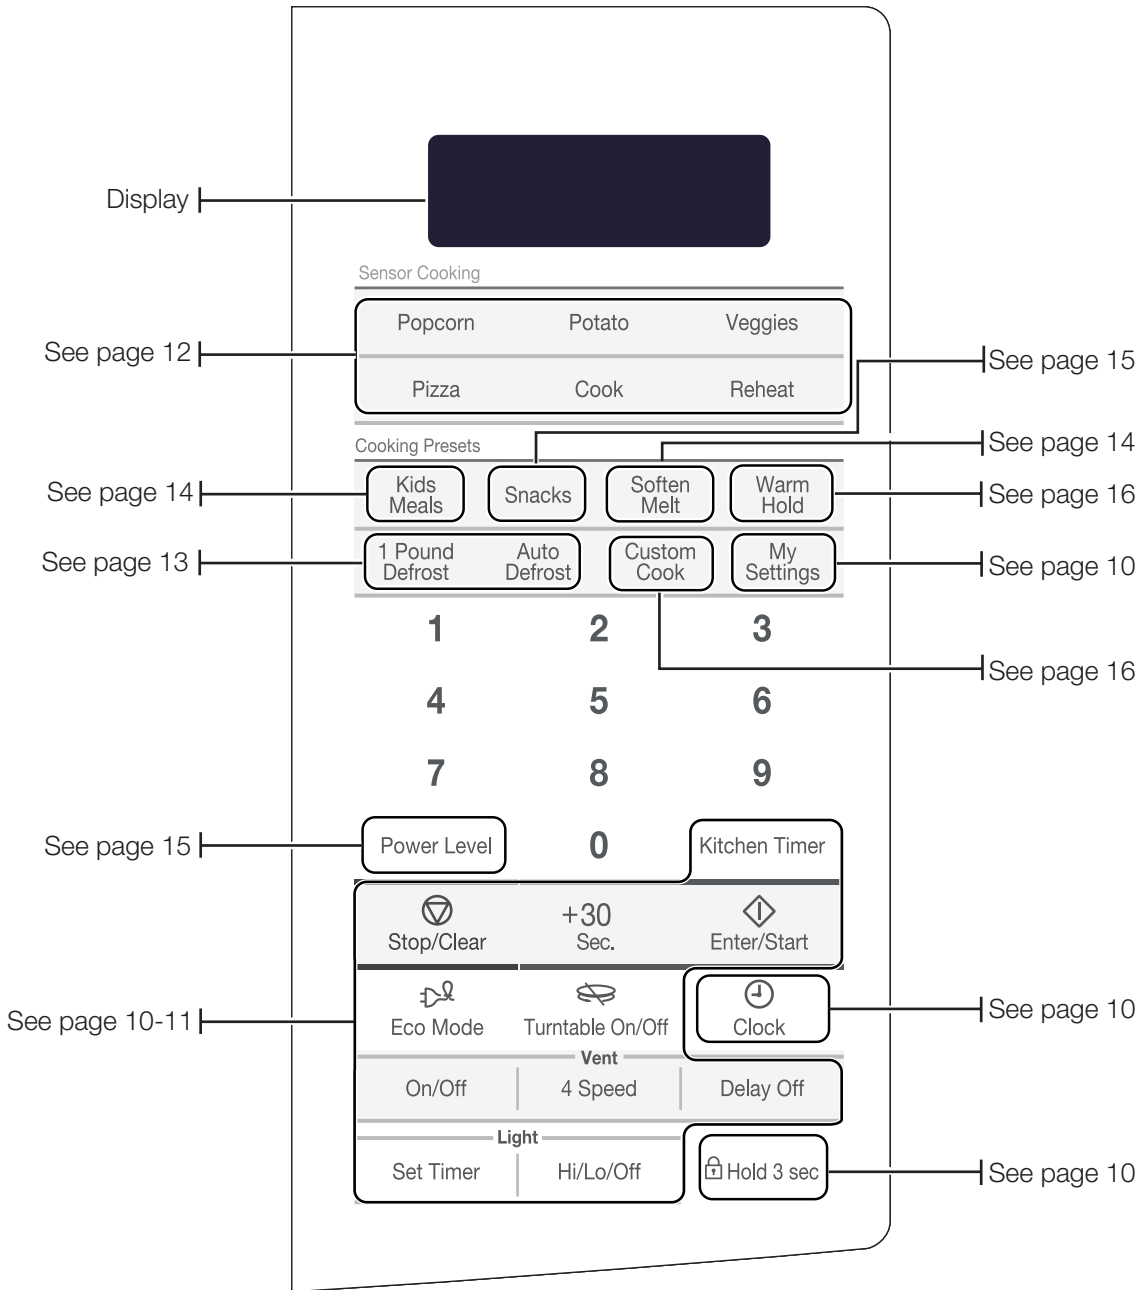 Display
Sensor Cooking
Popcorn Potato Veggies
See page 12
See page 15
Pizza Cook Reheat
Cooking Presets
See page 14
Kids Meals
Snacks
Soften Melt
Warm Hold
See page 14
See page 16
1 Pound Defrost
Auto Defrost
Custom Cook
My Settings
See page 13
See page 10
1 2 3
See page 16
4 5 6
7 8 9
See page 15
Power Level 0 Kitchen Timer
Stop/Clear
+30
Sec.
Enter/Start
See page 10-11
Eco Mode Turntable On/Off Clock
See page 10
Vent
On/Off 4 Speed Delay Off
Light
Set Timer Hi/Lo/Off Hold 3 sec
See page 10